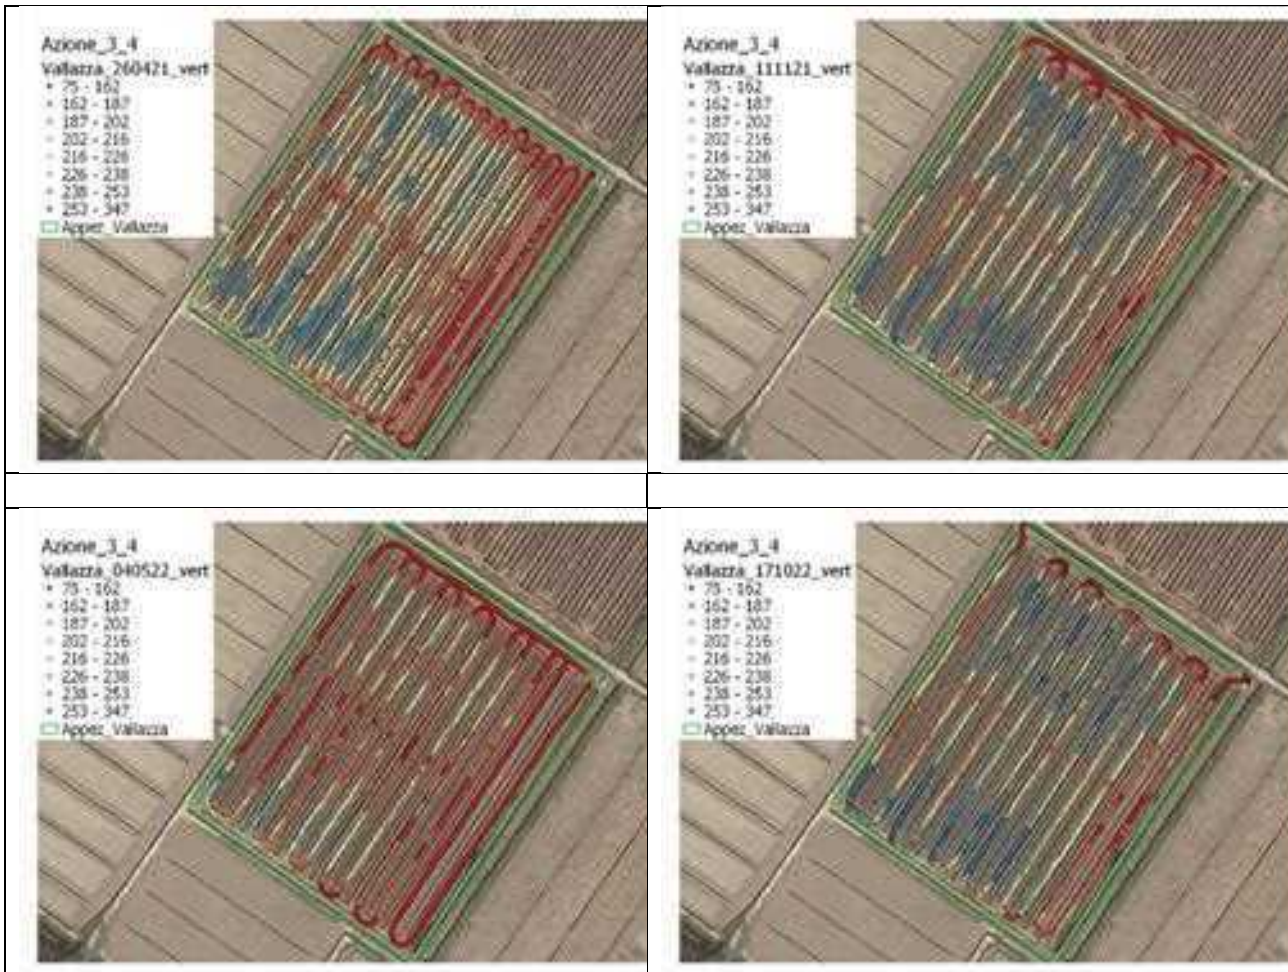 Azione_3_4
Vallazza_260421_vert
75 - 162
162 - 187
187 - 202
202 - 216
216 - 226
226 - 238
238 - 253
253 - 347
Appez_Vallazza
Azione_3_4
Vallazza_111121_vert
75 - 162
162 - 187
187 - 202
202 - 216
216 - 226
226 - 238
238 - 253
253 - 347
Appez_Vallazza
Azione_3_4
Vallazza_040522_vert
75 - 162
162 - 187
187 - 202
202 - 216
216 - 226
226 - 238
238 - 253
253 - 347
Appez_Vallazza
Azione_3_4
Vallazza_171022_vert
75 - 162
162 - 187
187 - 202
202 - 216
216 - 226
226 - 238
238 - 253
253 - 347
Appez_Vallazza